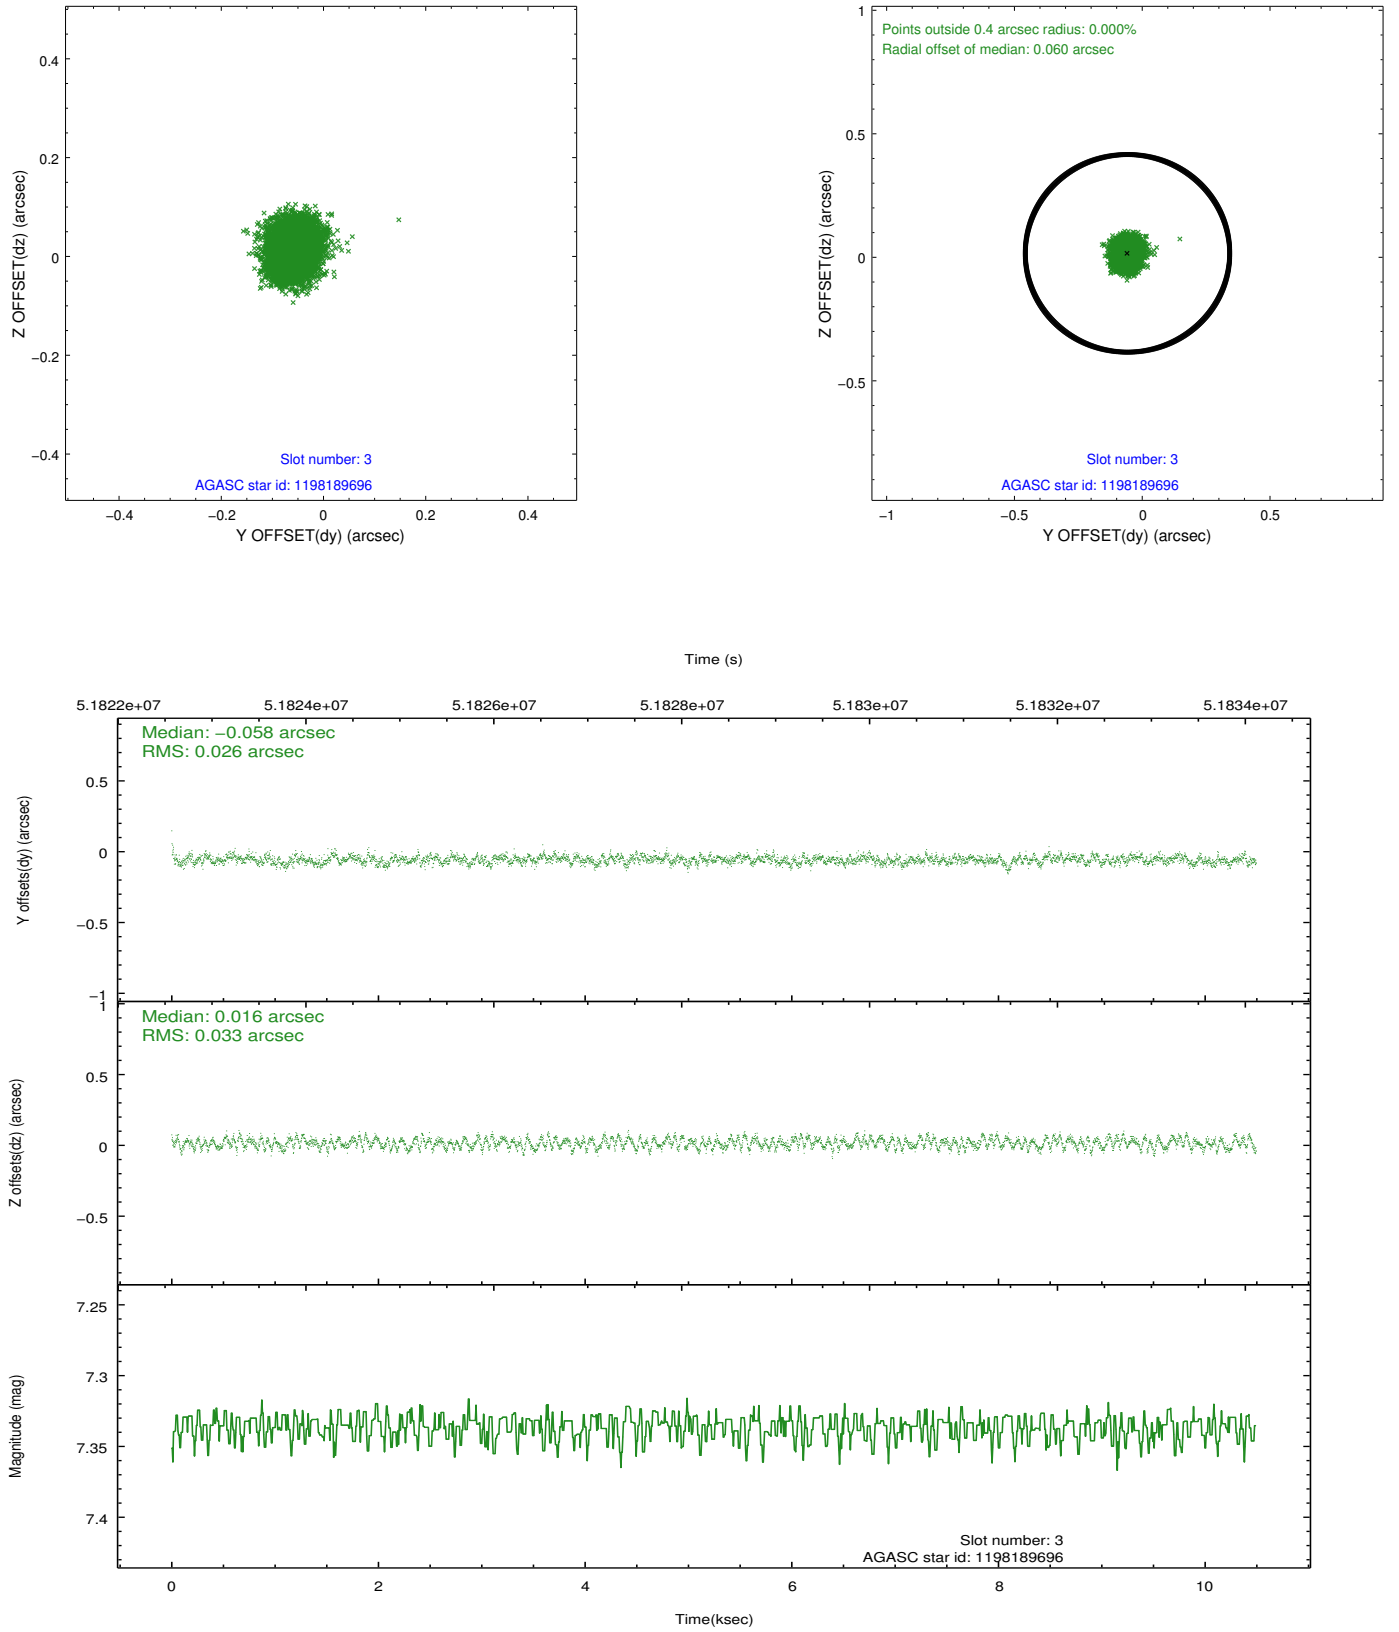 0.4
0.2
0
−0.2
−0.4
Z OFFSET(dz) (arcsec)
Slot number: 3
AGASC star id: 1198189696
−0.4
−0.2
0
0.2
0.4
Y OFFSET(dy) (arcsec)
1
0.5
0
−0.5
Z OFFSET(dz) (arcsec)
Points outside 0.4 arcsec radius: 0.000%
Radial offset of median: 0.060 arcsec
Slot number: 3
AGASC star id: 1198189696
−1
−0.5
0
0.5
Y OFFSET(dy) (arcsec)
Time (s)
5.1822e+07
5.1824e+07
5.1826e+07
5.1828e+07
5.183e+07
5.1832e+07
5.1834e+07
Median: −0.058 arcsec
RMS: 0.026 arcsec
0.5
0
−0.5
−1
Y offsets(dy) (arcsec)
Median: 0.016 arcsec
RMS: 0.033 arcsec
1
0.5
0
−0.5
Z offsets(dz) (arcsec)
7.25
7.3
7.35
7.4
Magnitude (mag)
Slot number: 3
AGASC star id: 1198189696
0
2
4
6
8
10
Time(ksec)